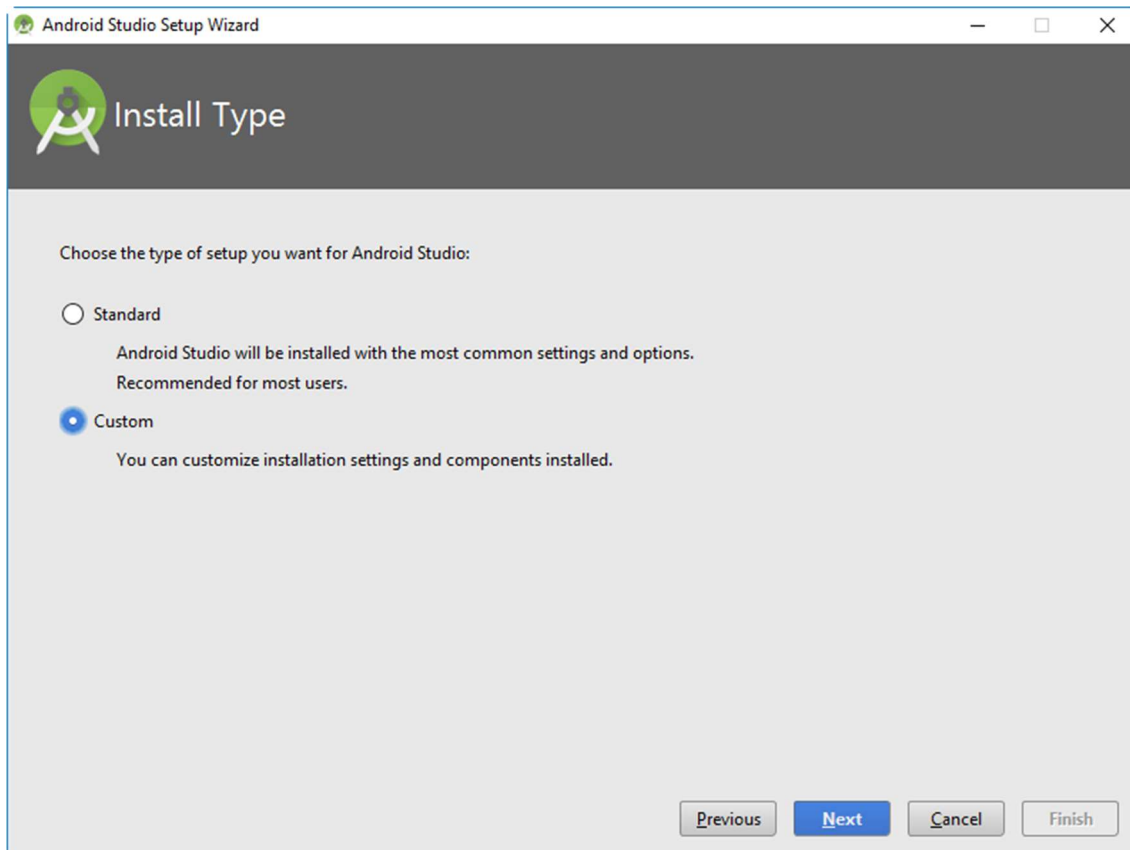 Android Studio Setup Wizard
Install Type
Choose the type of setup you want for Android Studio:
Standard
Android Studio will be installed with the most common settings and options.
Recommended for most users.
Custom
You can customize installation settings and components installed.
Previous
Next
Cancel
Finish